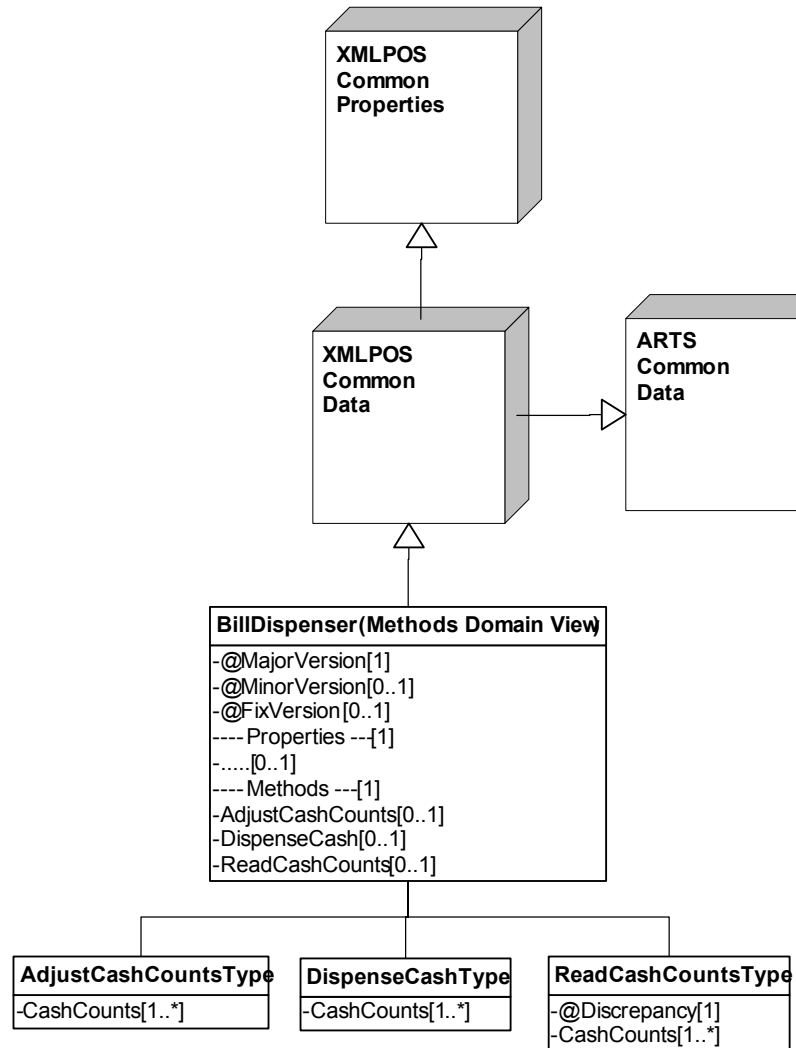 XMLPOS
Common
Properties
XMLPOS
Common
Data
ARTS
Common
Data
BillDispenser(Methods Domain View)
-@MajorVersion[1]
-@MinorVersion[0..1]
-@FixVersion[0..1]
---- Properties ---[1]
-.....[0..1]
---- Methods ---[1]
-AdjustCashCounts[0..1]
-DispenseCash[0..1]
-ReadCashCounts[0..1]
AdjustCashCountsType
-CashCounts[1..*]
DispenseCashType
-CashCounts[1..*]
ReadCashCountsType
-@Discrepancy[1]
-CashCounts[1..*]